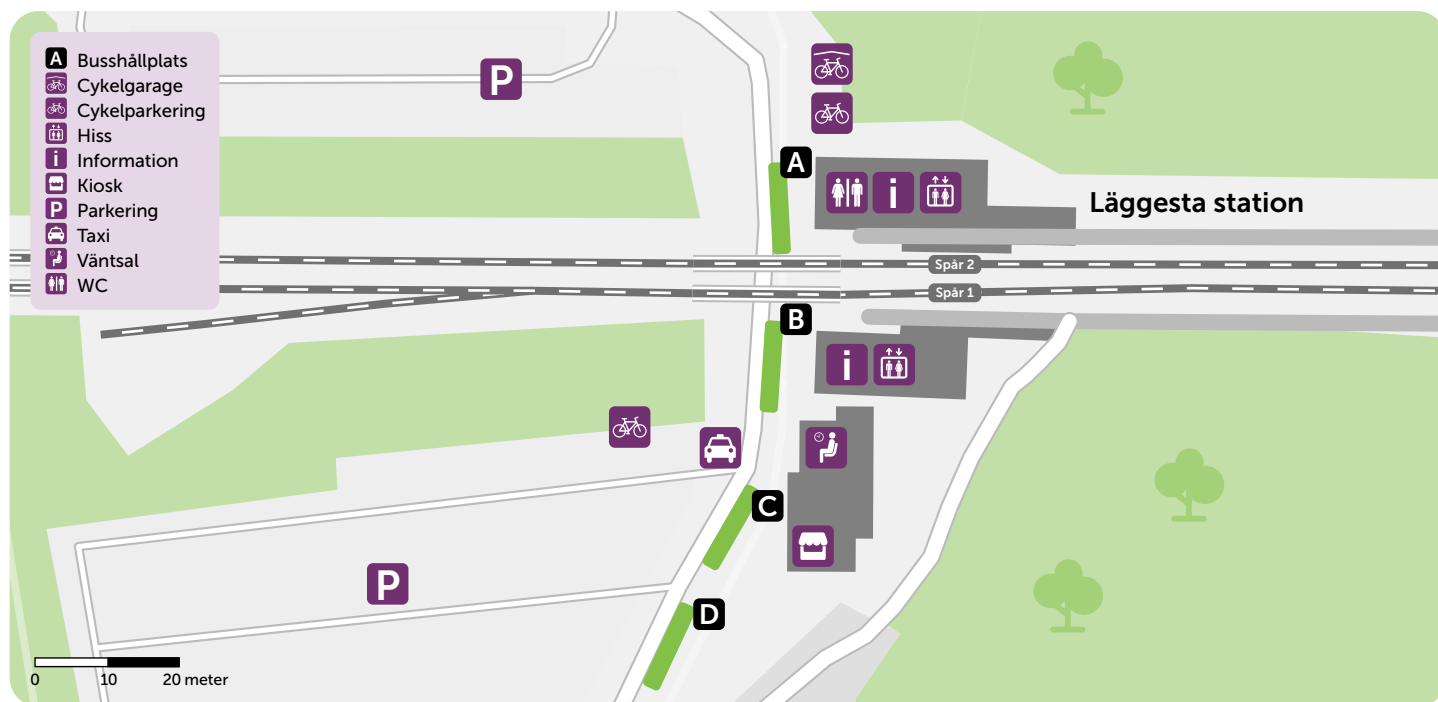 A Busshållplats
Cykelgarage
Cykelparkering
Hiss
i Information
Kiosk
P Parkering
Taxi
Väntsal
WC
P
A
i
Läggesta station
Spår 2
Spår 1
B
i
C
P
D
0 10 20 meter